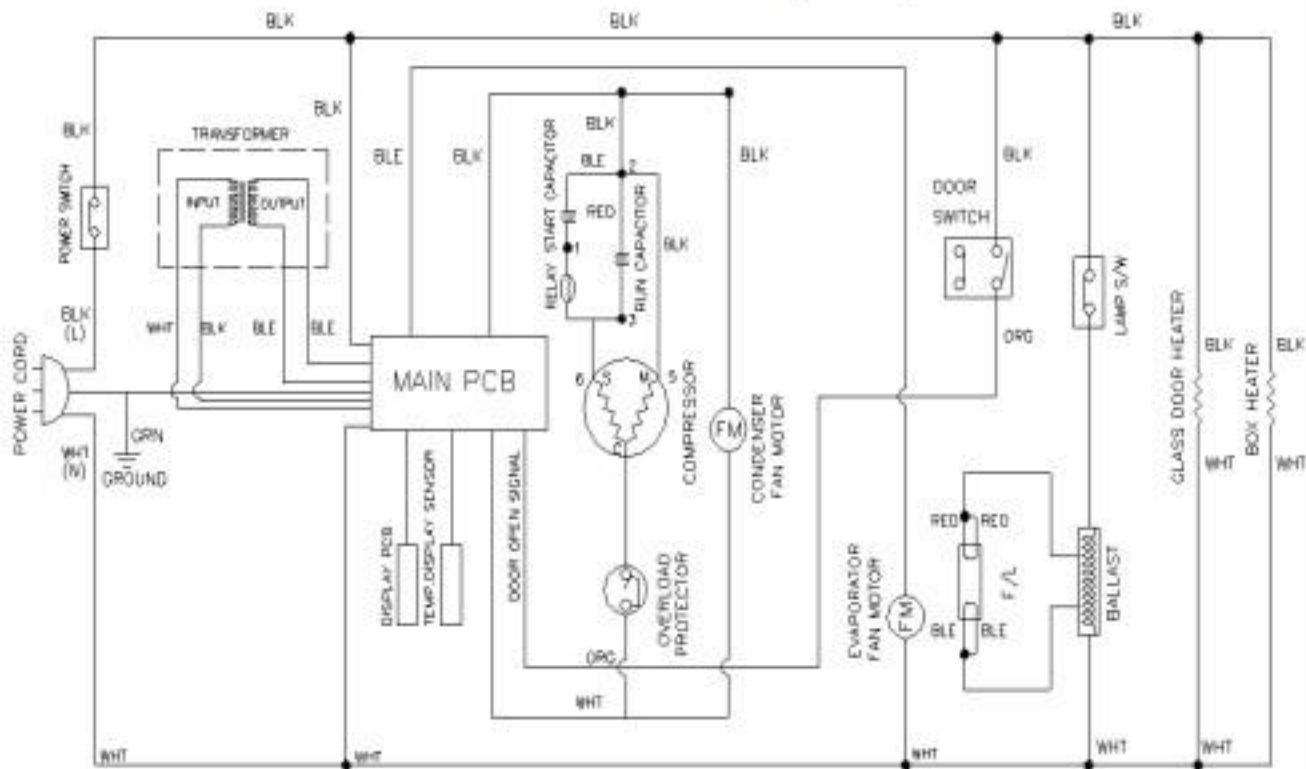 BLK
BLK
BLK
BLK
BLK
TRANSFORMER
INPUT
OUTPUT
POWER SWITCH
BLK
(L)
WHT
BLK
BLE
BLE
POWER CORD
WHT
(N)
GRN
GROUND
MAIN PCB
BLE
BLK
BLK
BLE
2
RED
1
BLK
3
RELAY START CAPACITOR
RUN CAPACITOR
BLK
6
S
M
5
C
COMPRESSOR
FM
CONDENSER
FAN MOTOR
DISPLAY PCB
TEMP.DISPLAY SENSOR
DOOR OPEN SIGNAL
OVERLOAD
PROTECTOR
ORG
WHT
BLK
DOOR
SWITCH
ORG
LAMP S/W
EVAPORATOR
FAN MOTOR
FM
RED
RED
F/L
BLE
BLE
BALLAST
GLASS DOOR HEATER
BLK
WHT
BOX HEATER
BLK
WHT
WHT
WHT
WHT
WHT
WHT